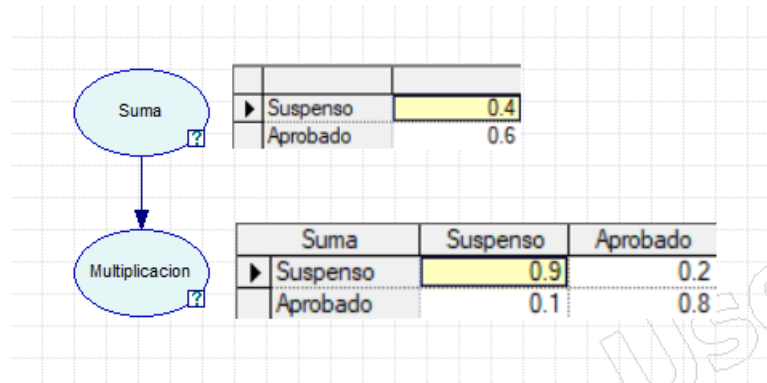 Suma
Suspenso 0.4
Aprobado 0.6
Suma Suspenso Aprobado
Multiplicacion
Suspenso 0.9 0.2
Aprobado 0.1 0.8
?
?